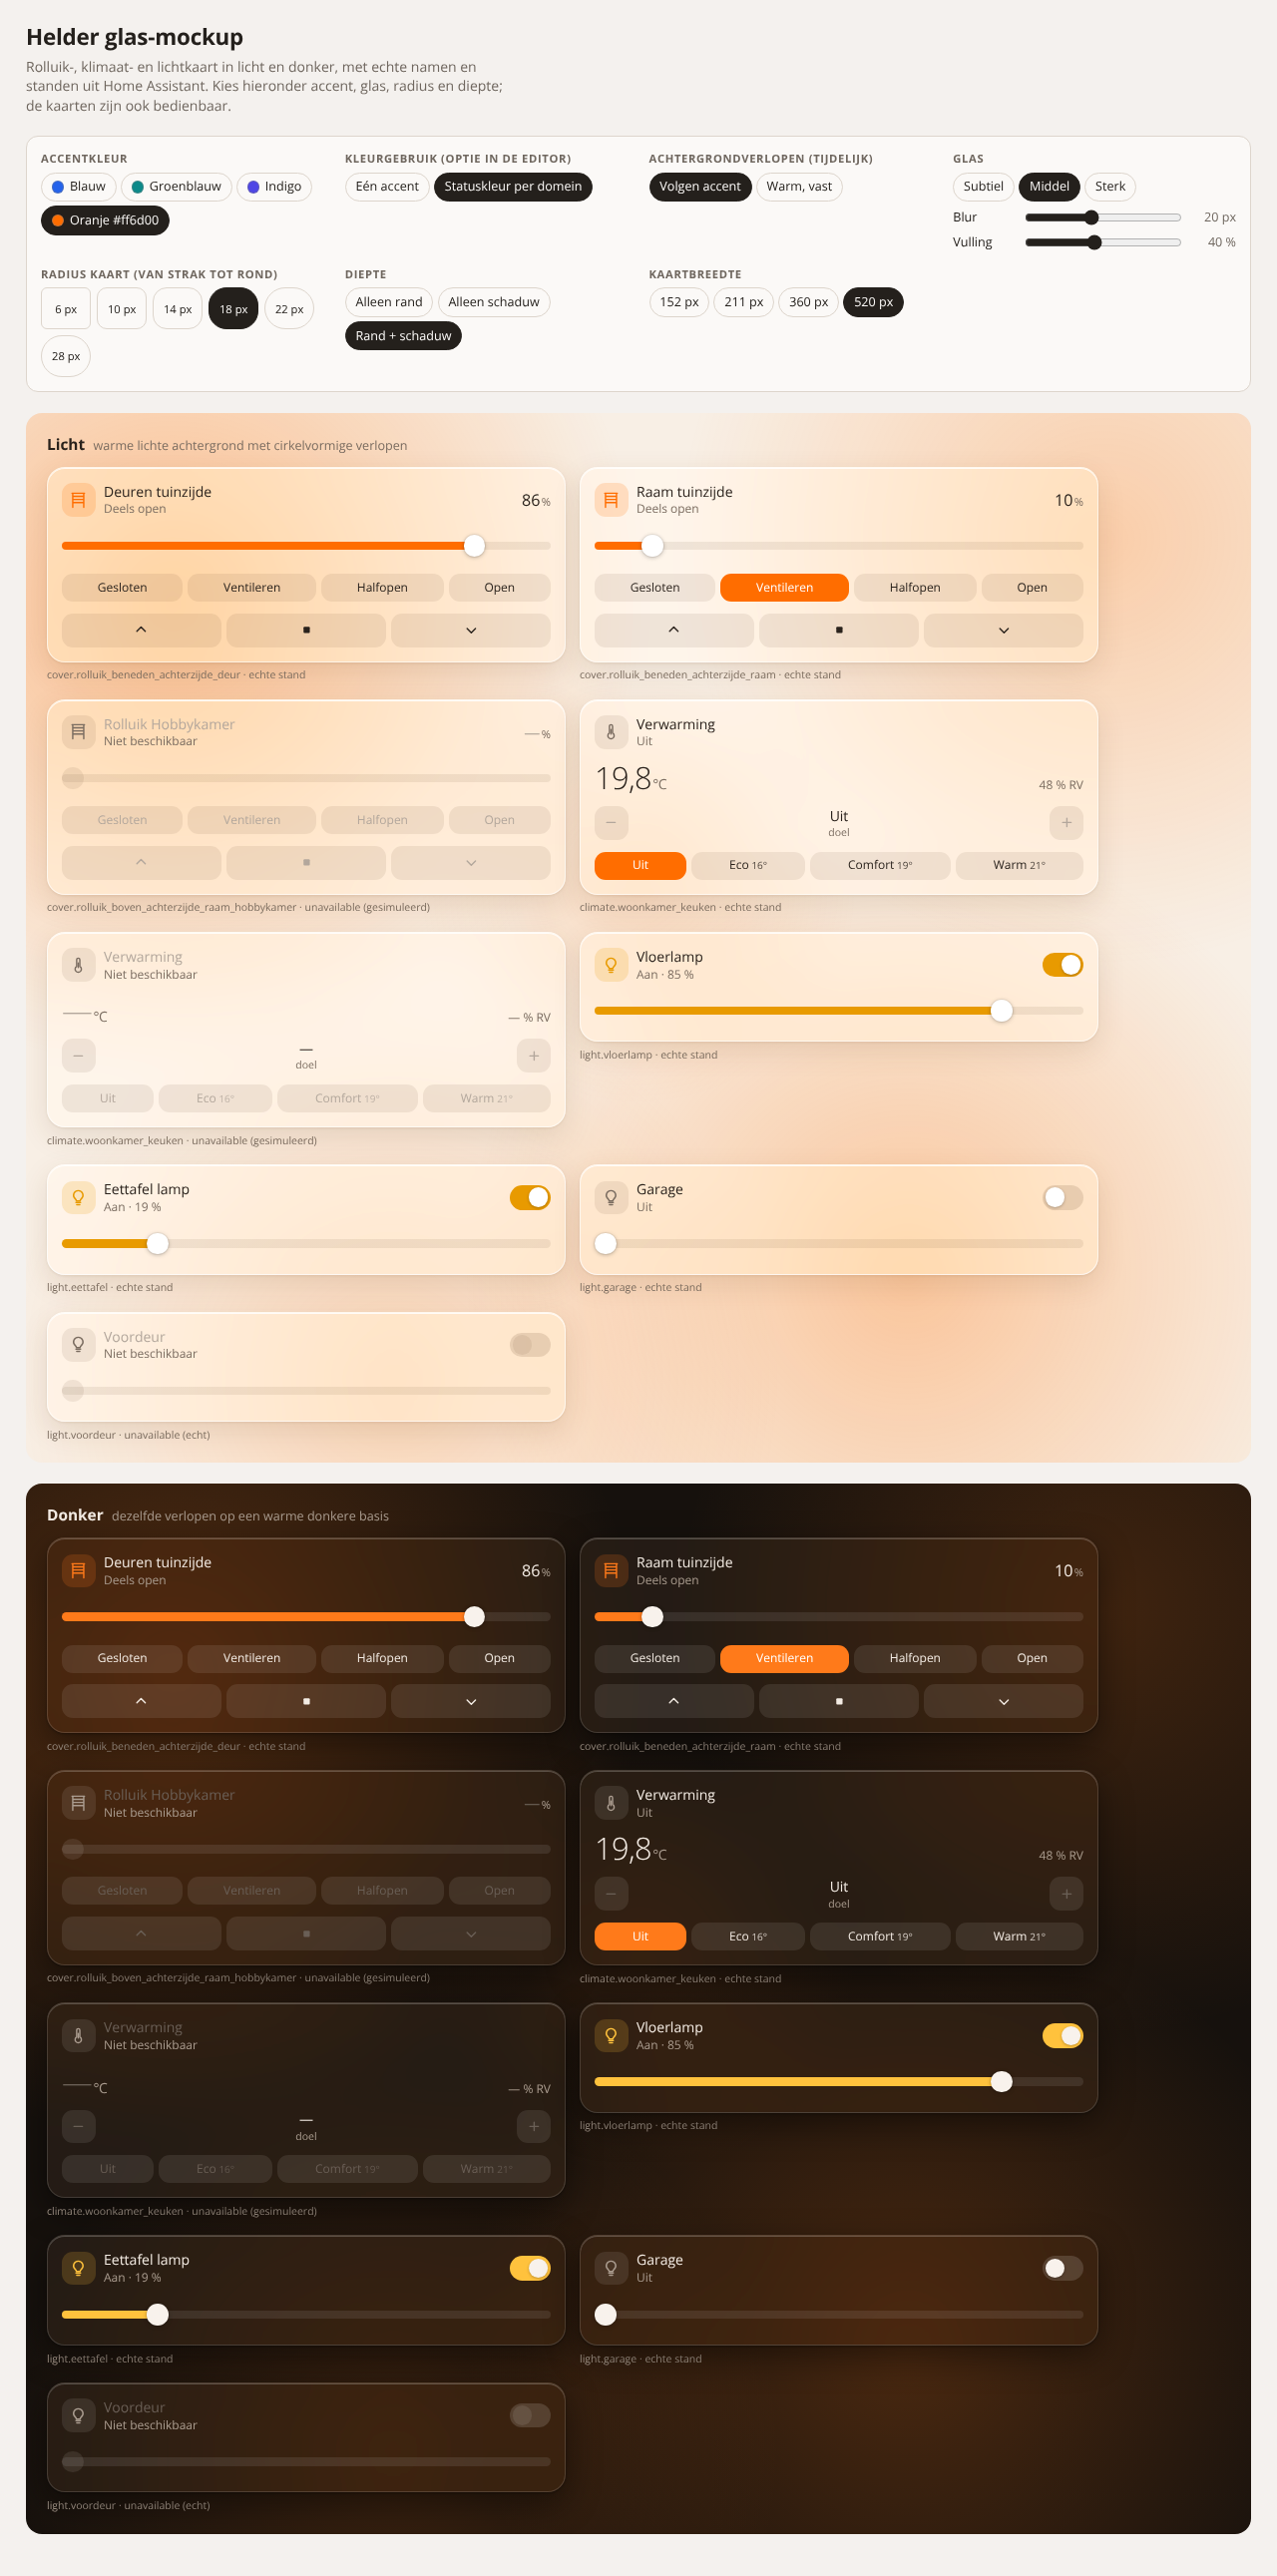 Helder glas-mockup
Rolluik-, klimaat- en lichtkaart in licht en donker, met echte namen en
standen uit Home Assistant. Kies hieronder accent, glas, radius en diepte;
de kaarten zijn ook bedienbaar.
ACCENTKLEUR
Blauw
Groenblauw
Indigo
Oranje #ff6d00
KLEURGEBRUIK (OPTIE IN DE EDITOR)
Eén accent
Statuskleur per domein
ACHTERGRONDVERLOPEN (TIJDELIJK)
Volgen accent
Warm, vast
GLAS
Subtiel
Middel
Sterk
Blur
20 px
Vulling
40 %
RADIUS KAART (VAN STRAK TOT ROND)
6 px
10 px
14 px
18 px
22 px
28 px
DIEPTE
Alleen rand
Alleen schaduw
Rand + schaduw
KAARTBREEDTE
152 px
211 px
360 px
520 px
Licht warme lichte achtergrond met cirkelvormige verlopen
Deuren tuinzijde
Deels open
86%
Gesloten
Ventileren
Halfopen
Open
cover.rolluik_beneden_achterzijde_deur · echte stand
Raam tuinzijde
Deels open
10%
Gesloten
Ventileren
Halfopen
Open
cover.rolluik_beneden_achterzijde_raam · echte stand
Rolluik Hobbykamer
Niet beschikbaar
—%
Gesloten
Ventileren
Halfopen
Open
cover.rolluik_boven_achterzijde_raam_hobbykamer · unavailable (gesimuleerd)
Verwarming
Uit
19,8°C
48 % RV
−
Uit
doel
+
Uit
Eco 16°
Comfort 19°
Warm 21°
climate.woonkamer_keuken · echte stand
Verwarming
Niet beschikbaar
—°C
— % RV
−
—
doel
+
Uit
Eco 16°
Comfort 19°
Warm 21°
climate.woonkamer_keuken · unavailable (gesimuleerd)
Vloerlamp
Aan · 85 %
light.vloerlamp · echte stand
Eettafel lamp
Aan · 19 %
light.eettafel · echte stand
Garage
Uit
light.garage · echte stand
Voordeur
Niet beschikbaar
light.voordeur · unavailable (echt)
Donker dezelfde verlopen op een warme donkere basis
Deuren tuinzijde
Deels open
86%
Gesloten
Ventileren
Halfopen
Open
cover.rolluik_beneden_achterzijde_deur · echte stand
Raam tuinzijde
Deels open
10%
Gesloten
Ventileren
Halfopen
Open
cover.rolluik_beneden_achterzijde_raam · echte stand
Rolluik Hobbykamer
Niet beschikbaar
—%
Gesloten
Ventileren
Halfopen
Open
cover.rolluik_boven_achterzijde_raam_hobbykamer · unavailable (gesimuleerd)
Verwarming
Uit
19,8°C
48 % RV
−
Uit
doel
+
Uit
Eco 16°
Comfort 19°
Warm 21°
climate.woonkamer_keuken · echte stand
Verwarming
Niet beschikbaar
—°C
— % RV
−
—
doel
+
Uit
Eco 16°
Comfort 19°
Warm 21°
climate.woonkamer_keuken · unavailable (gesimuleerd)
Vloerlamp
Aan · 85 %
light.vloerlamp · echte stand
Eettafel lamp
Aan · 19 %
light.eettafel · echte stand
Garage
Uit
light.garage · echte stand
Voordeur
Niet beschikbaar
light.voordeur · unavailable (echt)